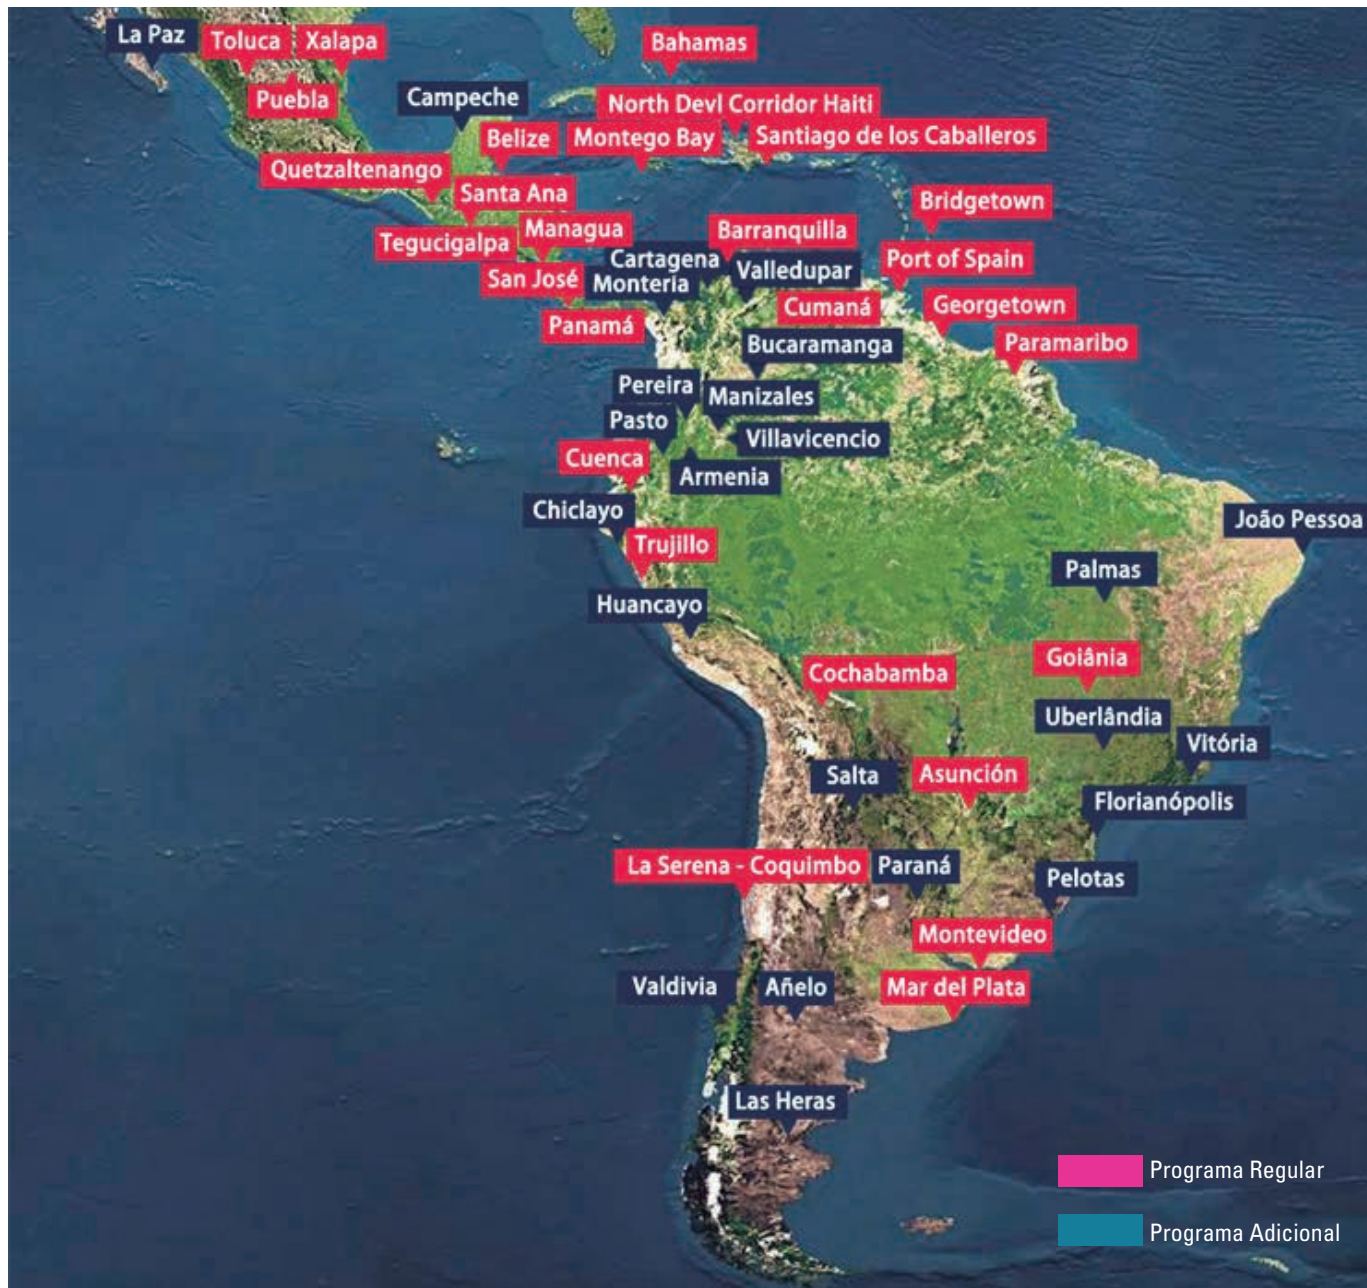 La Paz
Toluca
Xalapa
Bahamas
Puebla
Campeche
North Devl Corridor Haiti
Belize
Montego Bay
Santiago de los Caballeros
Quetzaltenango
Santa Ana
Bridgetown
Tegucigalpa
Managua
Barranquilla
Cartagena
Valledupar
Port of Spain
San José
Montería
Cumaná
Georgetown
Panamá
Bucaramanga
Paramaribo
Pereira
Manizales
Pasto
Villavicencio
Cuenca
Armenia
Chiclayo
João Pessoa
Trujillo
Palmas
Huancayo
Goiânia
Cochabamba
Uberlândia
Vitória
Salta
Asunción
Florianópolis
La Serena - Coquimbo
Paraná
Pelotas
Montevideo
Valdivia
Añelo
Mar del Plata
Las Heras
Programa Regular
Programa Adicional